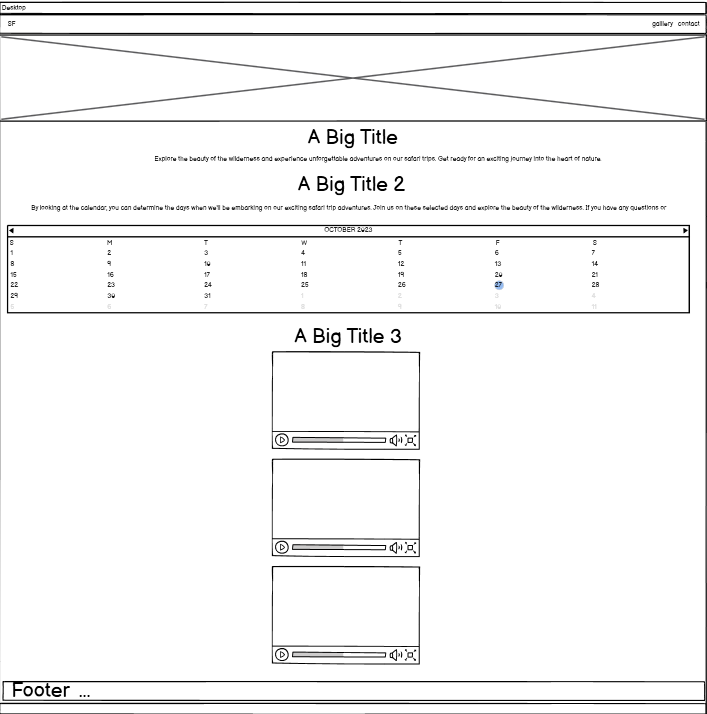 Desktop
SF
galllery contact
A Big Title
Explore the beauty of the wilderness and experience unforgettable adventures on our safari trips. Get ready for an exciting journey into the heart of nature.
A Big Title 2
By looking at the calendar, you can determine the days when we'll be embarking on our exciting safari trip adventures. Join us on these selected days and explore the beauty of the wilderness. If you have any questions or
OCTOBER 2023
S M T W T F S
1 2 3 4 5 6 7
8 9 10 11 12 13 14
15 16 17 18 19 20 21
22 23 24 25 26 27 28
29 30 31 1 2 3 4
5 6 7 8 9 10 11
A Big Title 3
Footer ...